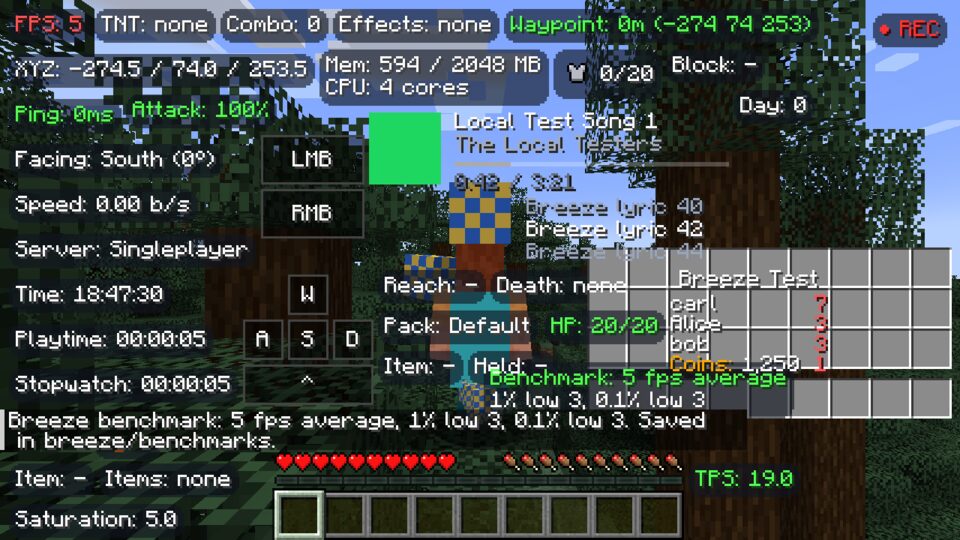 FPS: 5 TNT: none Combo: 0 Effects: none Waypoint: 0m (-274 74 253) REC
XYZ: -274.5 / 74.0 / 253.5 Mem: 594 / 2048 MB 0/20 Block: -
CPU: 4 cores
Ping: 0ms Attack: 100% Day: 0
Local Test Song 1
The Local Testers
Facing: South (0°) LMB
0:42 / 3:21
Speed: 0.00 b/s RMB Breeze lyric 40
Breeze lyric 42
Server: Singleplayer Breeze lyric 44
Reach: - Death: none Breeze Test
Time: 18:47:30 W carl 7
Pack: Default HP: 20/20 Alice 3
Playtime: 00:00:05 A S D bob 3
Item: - Held: - Coins: 1,250 1
Stopwatch: 00:00:05 ^ Benchmark: 5 fps average
1% low 3, 0.1% low 3
Breeze benchmark: 5 fps average, 1% low 3, 0.1% low 3. Saved
in breeze/benchmarks.
Item: - Items: none TPS: 19.0
Saturation: 5.0